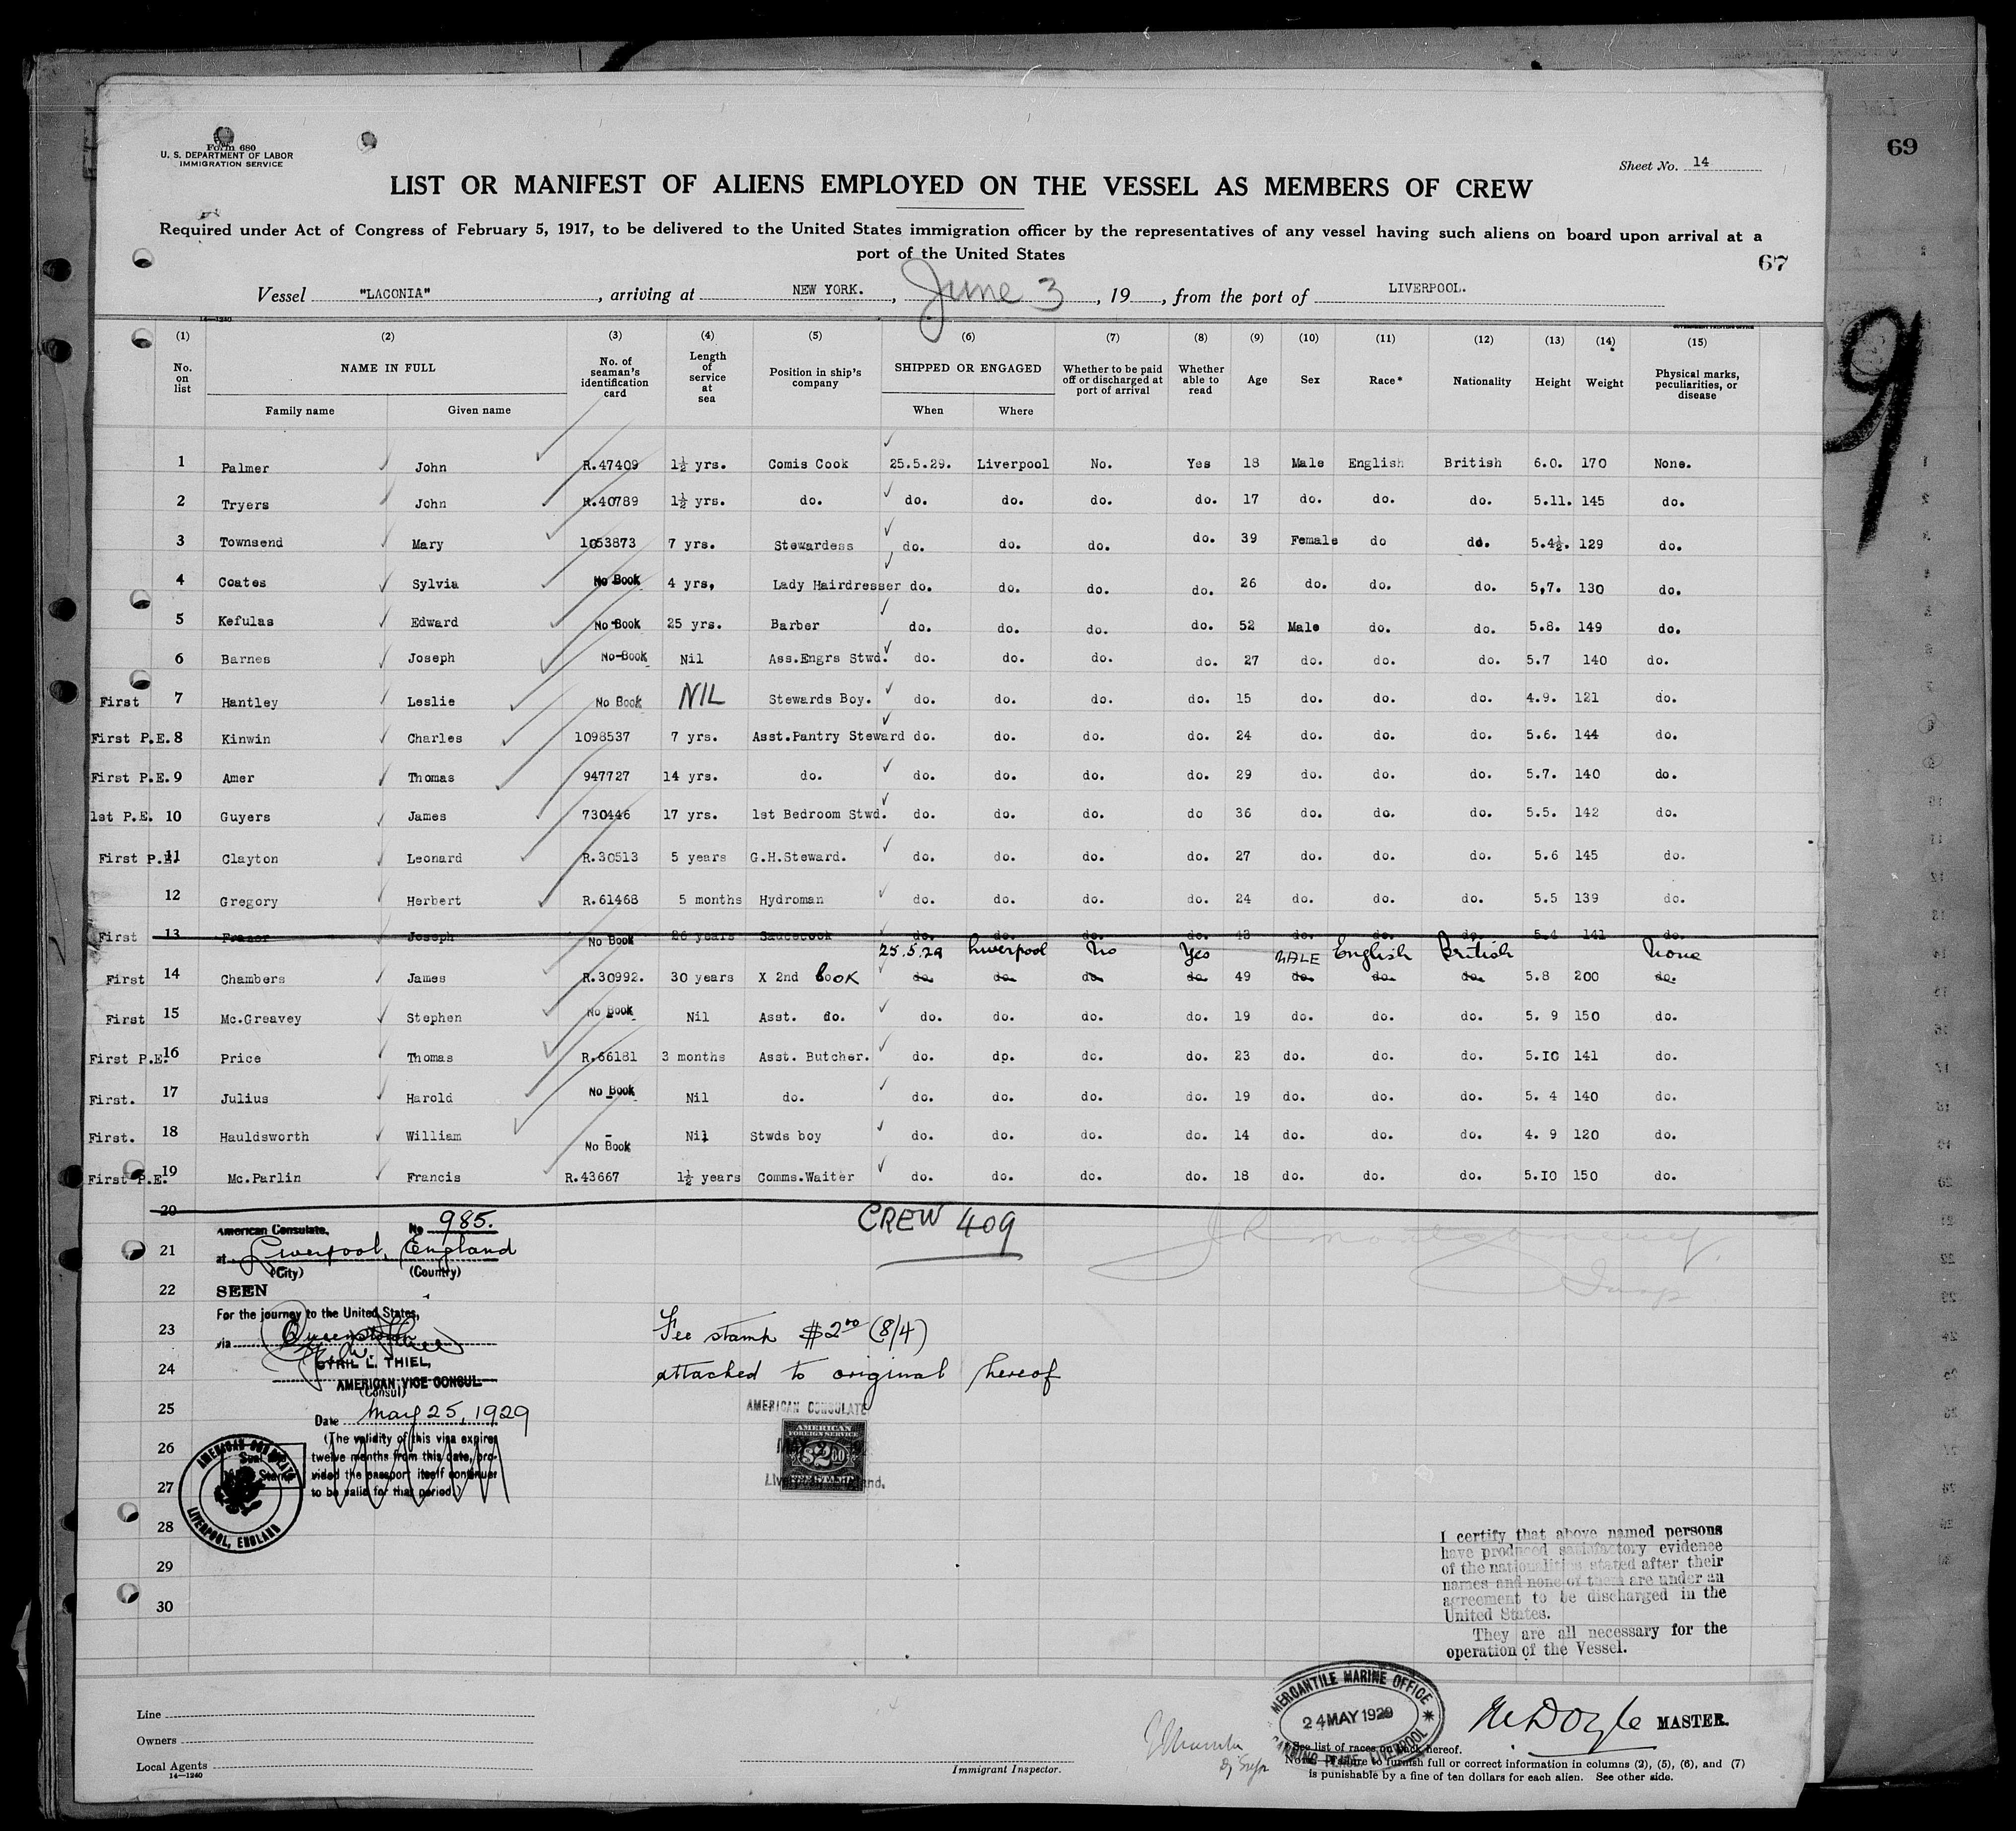 69
Form 680
U. S. DEPARTMENT OF LABOR
IMMIGRATION SERVICE
Sheet No. 14
LIST OR MANIFEST OF ALIENS EMPLOYED ON THE VESSEL AS MEMBERS OF CREW
Required under Act of Congress of February 5, 1917, to be delivered to the United States immigration officer by the representatives of any vessel having such aliens on board upon arrival at a
port of the United States
67
Vessel "LACONIA", arriving at NEW YORK., June 3, 19, from the port of LIVERPOOL.
14—1240 GOVERNMENT PRINTING OFFICE
(1) (2) (3) (4) (5) (6) (7) (8) (9) (10) (11) (12) (13) (14) (15)
No. on list NAME IN FULL No. of seaman's identification card Length of service at sea Position in ship's company SHIPPED OR ENGAGED Whether to be paid off or discharged at port of arrival Whether able to read Age Sex Race* Nationality Height Weight Physical marks, peculiarities, or disease
Family name Given name When Where
1 Palmer John R.47409 1½ yrs. Comis Cook 25.5.29. Liverpool No. Yes 18 Male English British 6.0. 170 None.
2 Tryers John R.40789 1½ yrs. do. do. do. do. do. 17 do. do. do. 5.11. 145 do.
3 Townsend Mary 1053873 7 yrs. Stewardess do. do. do. do. 39 Female do do. 5.4½. 129 do.
4 Coates Sylvia No Book 4 yrs, Lady Hairdresser do. do. do. do. 26 do. do. do. 5,7. 130 do.
5 Kefulas Edward No Book 25 yrs. Barber do. do. do. do. 52 Male do. do. 5.8. 149 do.
6 Barnes Joseph No Book Nil Ass.Engrs Stwd. do. do. do. do. 27 do. do. do. 5.7 140 do.
First 7 Hantley Leslie No Book NIL Stewards Boy. do. do. do. do. 15 do. do. do. 4.9. 121 do.
First P.E. 8 Kinwin Charles 1098537 7 yrs. Asst.Pantry Steward do. do. do. do. 24 do. do. do. 5.6. 144 do.
First P.E. 9 Amer Thomas 947727 14 yrs. do. do. do. do. do. 29 do. do. do. 5.7. 140 do.
1st P.E. 10 Guyers James 730446 17 yrs. 1st Bedroom Stwd. do. do. do. do 36 do. do. do. 5.5. 142 do.
First P.E. 11 Clayton Leonard R.30513 5 years G.H.Steward. do. do. do. do. 27 do. do. do. 5.6 145 do.
12 Gregory Herbert R.61468 5 months Hydroman do. do. do. do. 24 do. do. do. 5.5 139 do.
First 13 Joseph No Book 26 years Saucecook do. do. do. do. 43 do. do. do. 5.4 141 do.
25.5.29 Liverpool No Yes MALE English British None
First 14 Chambers James R.30992. 30 years X 2nd book do. do. do. do. 49 do. do. do. 5.8 200 do.
First 15 Mc.Greavey Stephen No Book Nil Asst. do. do. do. do. do. 19 do. do. do. 5. 9 150 do.
First P.E. 16 Price Thomas R.66181 3 months Asst. Butcher. do. do. do. do. 23 do. do. do. 5.10 141 do.
First. 17 Julius Harold No Book Nil do. do. do. do. do. 19 do. do. do. 5. 4 140 do.
First. 18 Hauldsworth William No Book Nil Stwds boy do. do. do. do. 14 do. do. do. 4. 9 120 do.
First P.E. 19 Mc.Parlin Francis R.43667 1½ years Comms.Waiter do. do. do. do. 18 do. do. do. 5.10 150 do.
20
American Consulate, No 985.
CREW 409
21
at Liverpool, England
(City) (Country)
22
SEEN
For the journey to the United States,
23
via Queenstown
Fee stamp $2.00 (8/4)
CYRIL L. THIEL,
24
attached to original hereof
AMERICAN VICE CONSUL
(Consul)
25
Date May 25, 1929
AMERICAN CONSULATE
(The validity of this visa expires
26
twelve months from this date, pro-
vided the passport itself continues
27
to be valid for that period.)
AMERICAN CONSULATE
LIVERPOOL, ENGLAND
AMERICAN
FOREIGN SERVICE
$2.00
FEE STAMP
28
29
30
I certify that above named persons
have produced satisfactory evidence
of the nationalities stated after their
names and none of them are under an
agreement to be discharged in the
United States.
They are all necessary for the
operation of the Vessel.
MERCANTILE MARINE OFFICE
24 MAY 1929
CANNING PLACE. LIVERPOOL
Doyle MASTER.
Line
Owners
Local Agents
14—1240
Immigrant Inspector.
*See list of races on back hereof.
NOTE.—Failure to furnish full or correct information in columns (2), (5), (6), and (7)
is punishable by a fine of ten dollars for each alien. See other side.